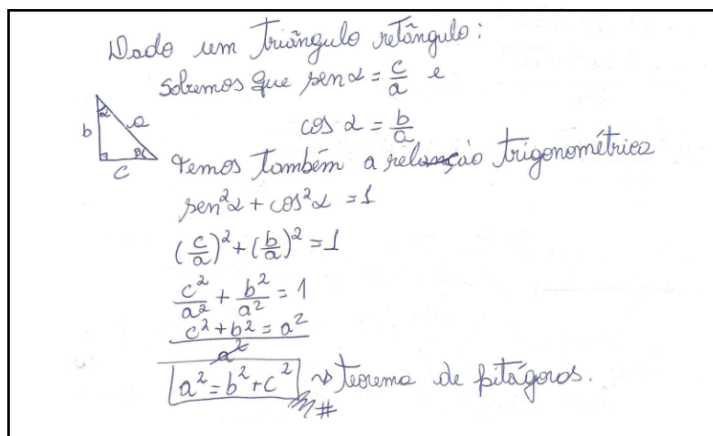 Dado um triângulo retângulo:
Sabemos que sen α = c/a e
cos α = b/a
α
b a
c
Temos também a relação trigonométrica
sen²α + cos²α = 1
(c/a)² + (b/a)² = 1
c²/a² + b²/a² = 1
c² + b² = a²
a²
a² = b² + c² → teorema de pitágoras.
#